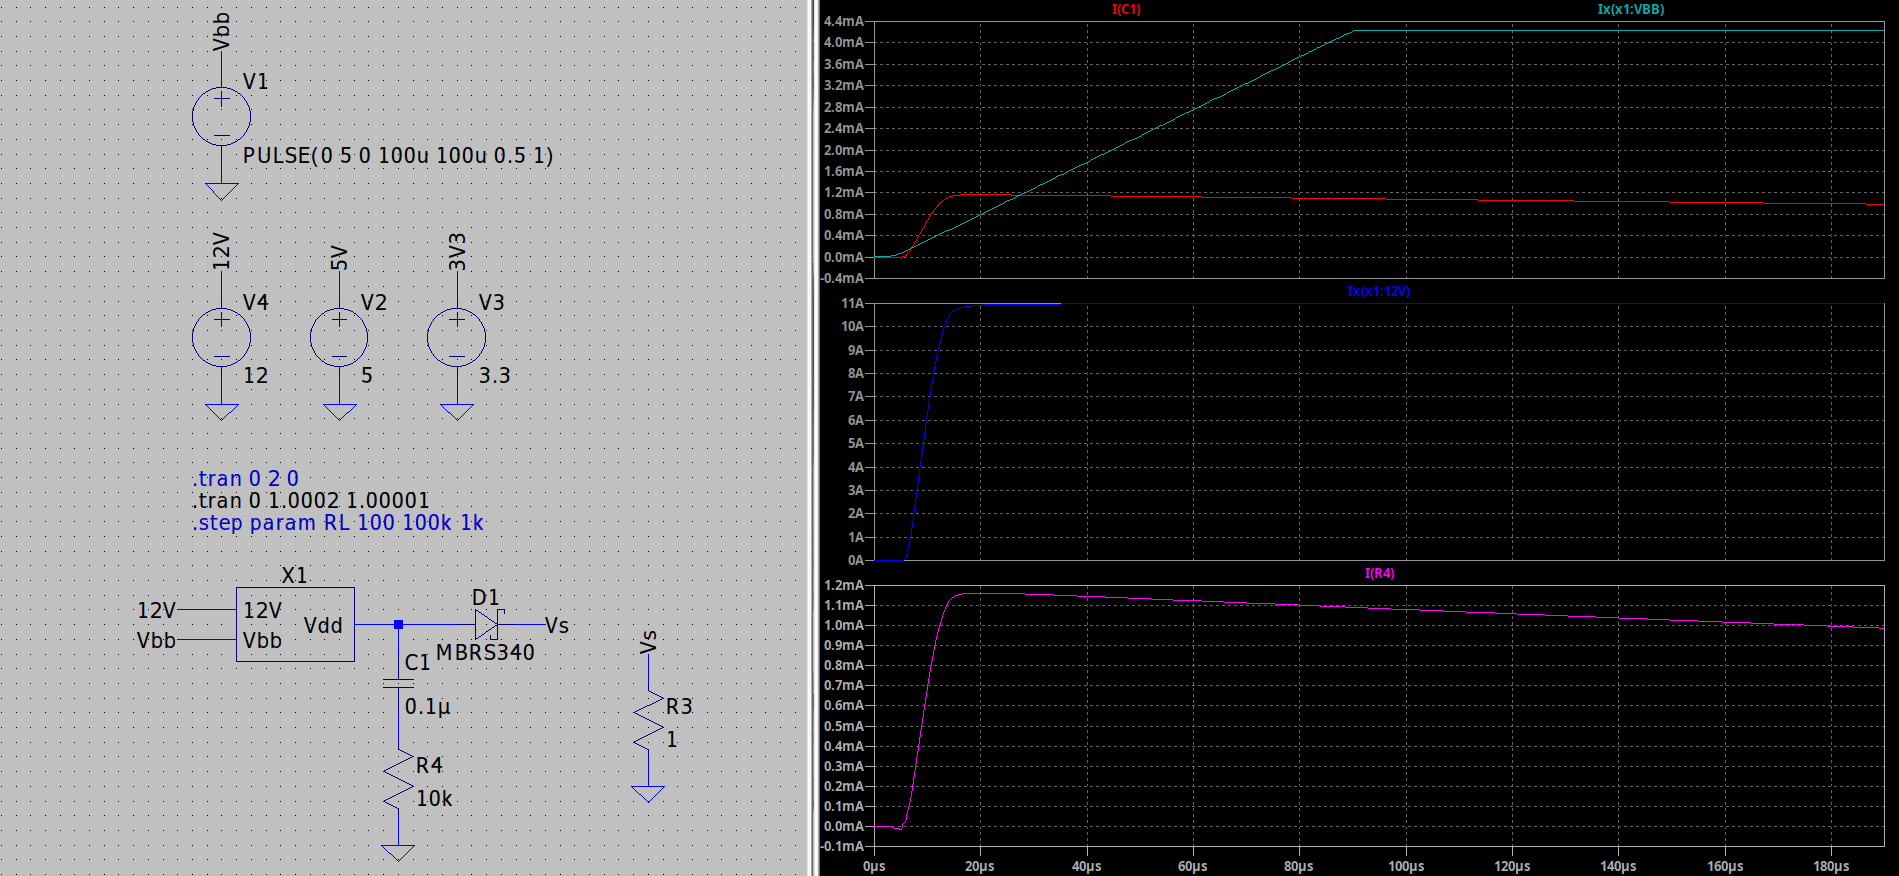 Vbb
V1
PULSE(0 5 0 100u 100u 0.5 1)
12V
5V
3V3
V4
V2
V3
12
5
3.3
.tran 0 2 0
.tran 0 1.0002 1.00001
.step param RL 100 100k 1k
X1
12V
12V
Vbb
Vbb
Vdd
D1
Vs
MBRS340
C1
0.1µ
R4
10k
Vs
R3
1
I(C1)
Ix(x1:VBB)
4.4mA
4.0mA
3.6mA
3.2mA
2.8mA
2.4mA
2.0mA
1.6mA
1.2mA
0.8mA
0.4mA
0.0mA
-0.4mA
Ix(x1:12V)
11A
10A
9A
8A
7A
6A
5A
4A
3A
2A
1A
0A
I(R4)
1.2mA
1.1mA
1.0mA
0.9mA
0.8mA
0.7mA
0.6mA
0.5mA
0.4mA
0.3mA
0.2mA
0.1mA
0.0mA
-0.1mA
0µs 20µs 40µs 60µs 80µs 100µs 120µs 140µs 160µs 180µs